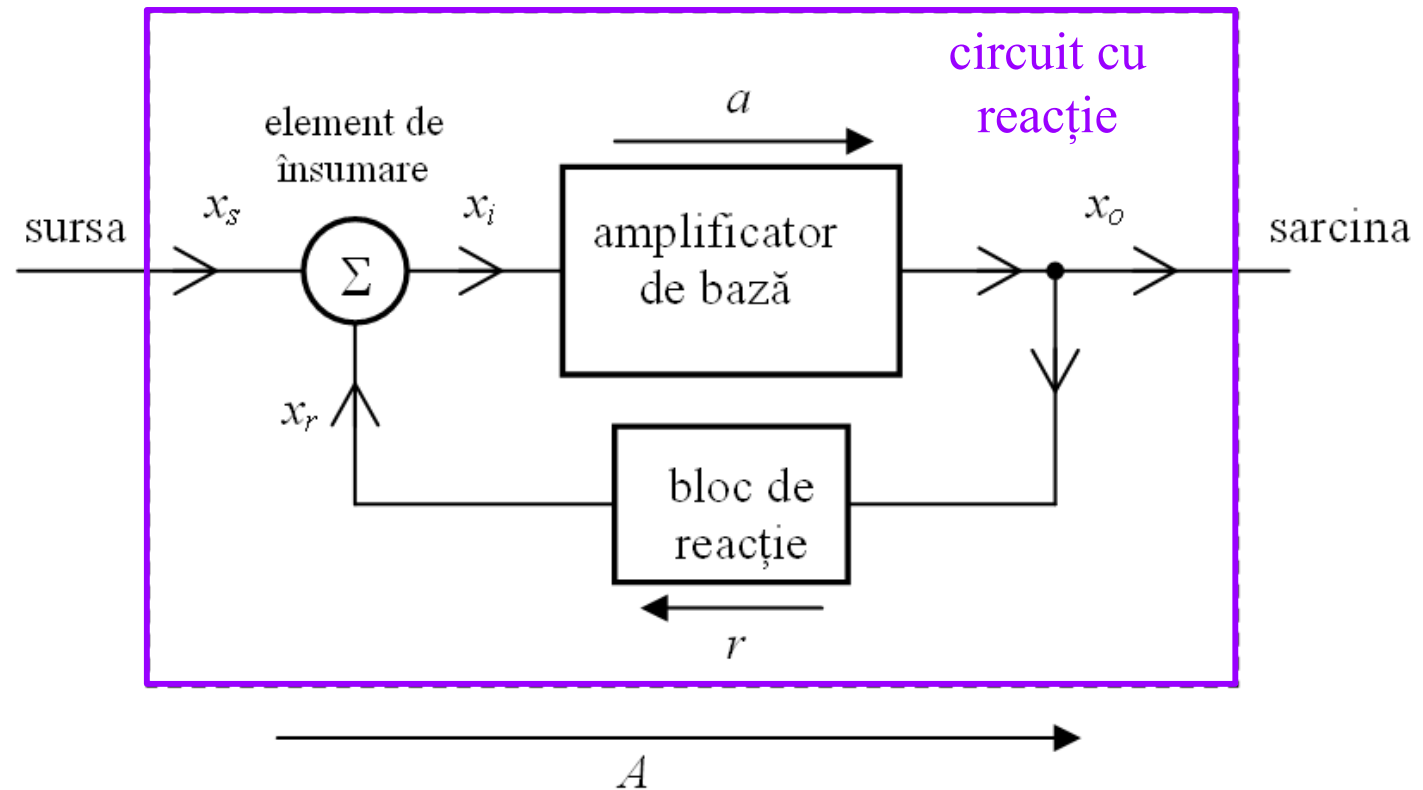 circuit cu
reacție
a
element de
însumare
x_s
x_i
x_o
sursa
sarcina
Σ
amplificator
de bază
x_r
bloc de
reacție
r
A